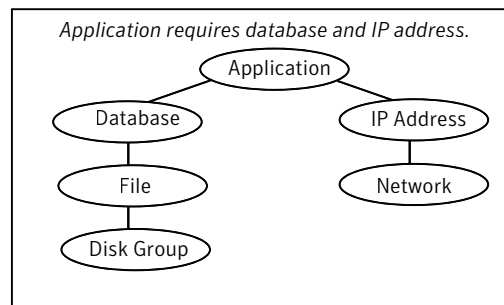 Application requires database and IP address.
Application
Database
IP Address
File
Network
Disk Group